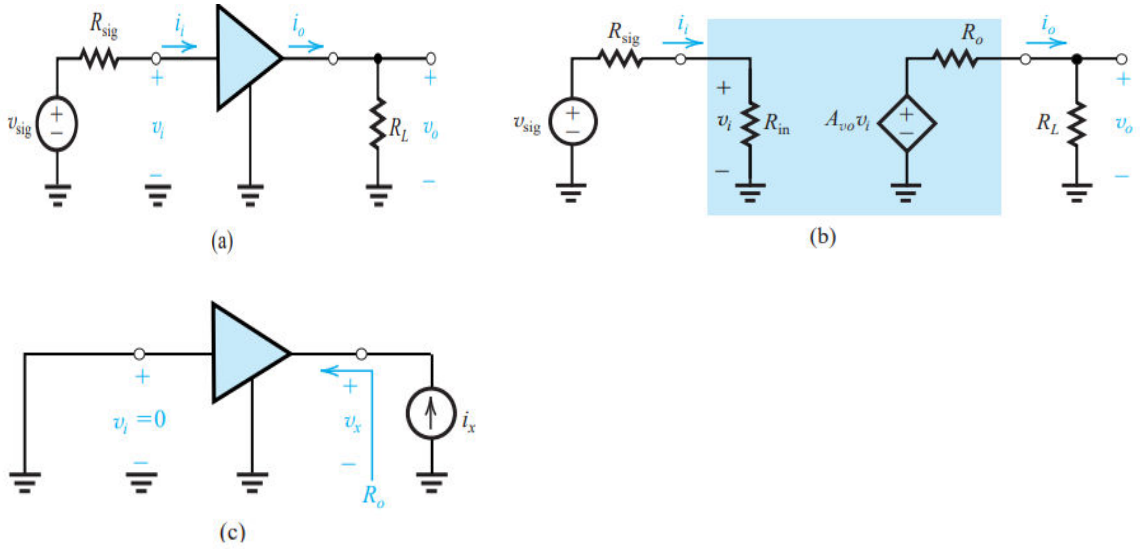 R_sig i_i i_o
v_sig + − + v_i − R_L + v_o −
(a)
R_sig i_i R_o i_o
v_sig + − + v_i − R_in A_vo v_i + − R_L + v_o −
(b)
+ v_i = 0 − + v_x − i_x
R_o
(c)